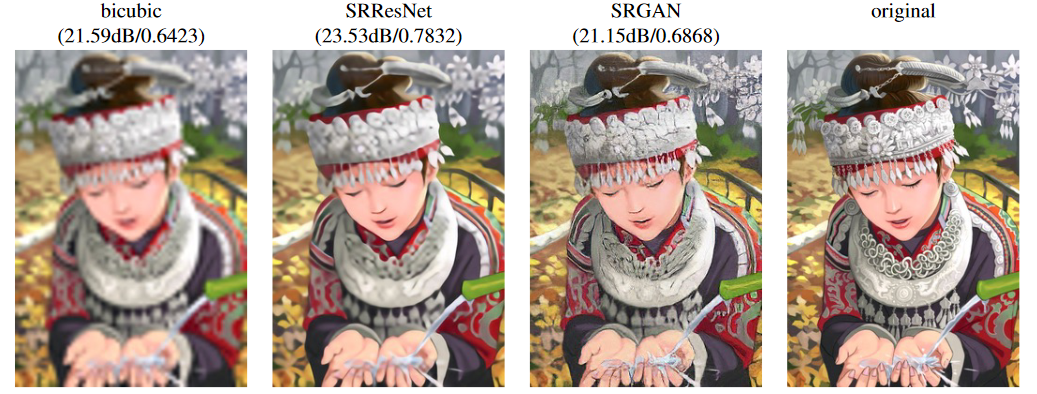 bicubic
(21.59dB/0.6423)
SRResNet
(23.53dB/0.7832)
SRGAN
(21.15dB/0.6868)
original